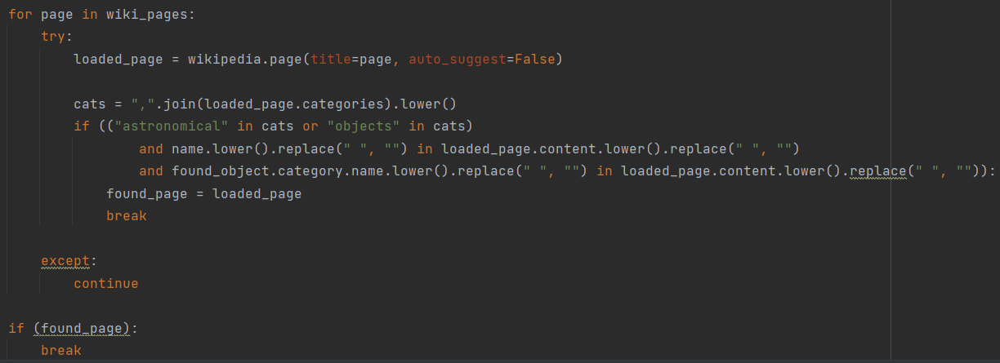 for page in wiki_pages:
try:
loaded_page = wikipedia.page(title=page, auto_suggest=False)
cats = ",".join(loaded_page.categories).lower()
if (("astronomical" in cats or "objects" in cats)
and name.lower().replace(" ", "") in loaded_page.content.lower().replace(" ", "")
and found_object.category.name.lower().replace(" ", "") in loaded_page.content.lower().replace(" ", "")):
found_page = loaded_page
break
except:
continue
if (found_page):
break